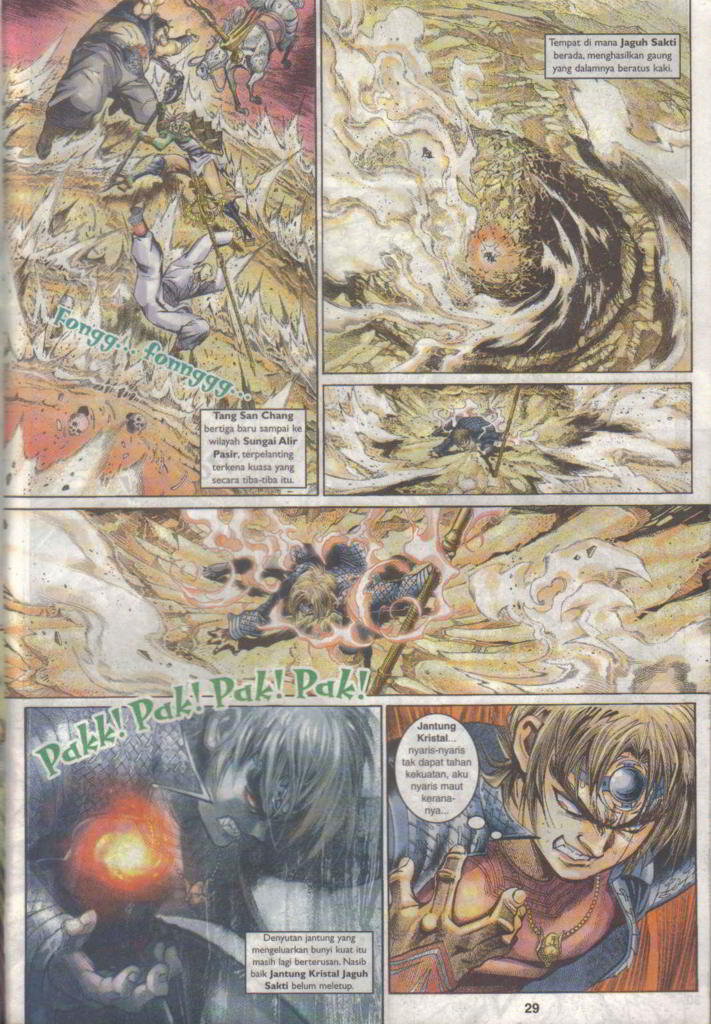 Tempat di mana Jaguh Sakti
berada, menghasilkan gaung
yang dalamnya beratus kaki.
Fongg... fonnggg...
Tang San Chang
bertiga baru sampai ke
wilayah Sungai Alir
Pasir, terpelanting
terkena kuasa yang
secara tiba-tiba itu.
Pakk! Pak! Pak! Pak!
Denyutan jantung yang
mengeluarkan bunyi kuat itu
masih lagi berterusan. Nasib
baik Jantung Kristal Jaguh
Sakti belum meletup.
Jantung
Kristal...
nyaris-nyaris
tak dapat tahan
kekuatan, aku
nyaris maut
kerana-
nya...
29